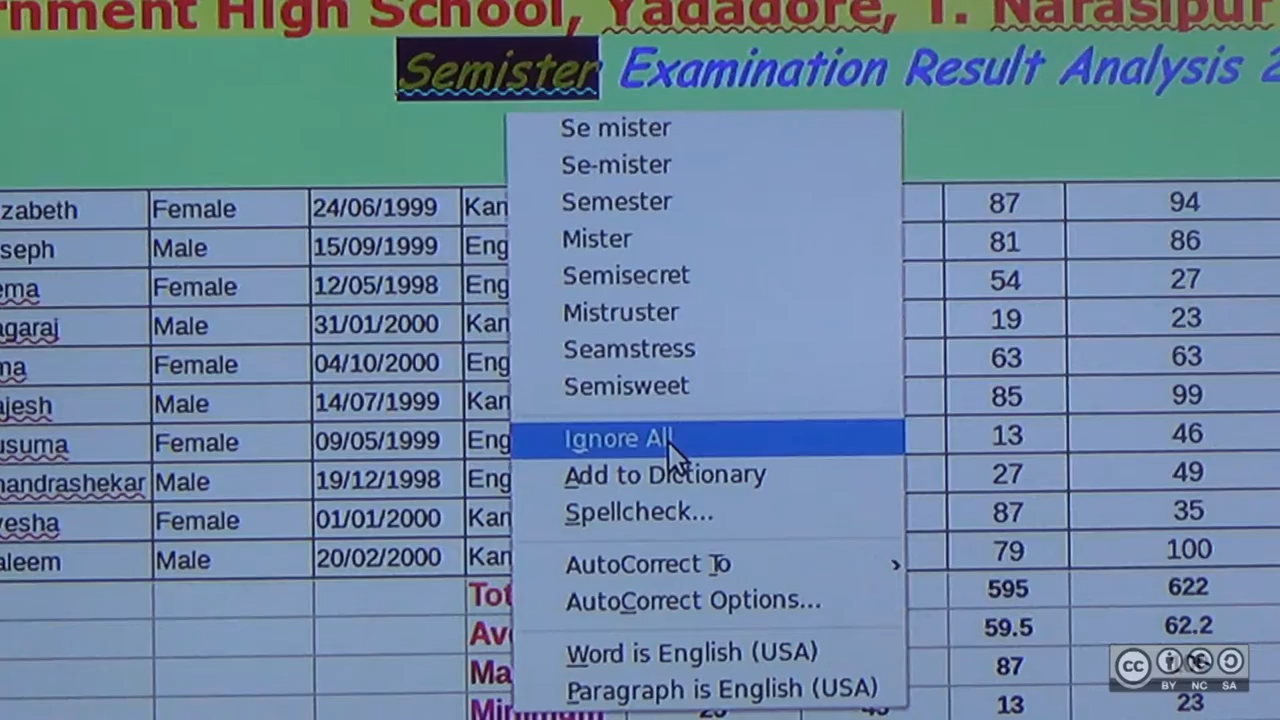 rnment High School, Yadadore, T. Narasipur
Semister Examination Result Analysis 2
Se mister
Se-mister
Semester
Mister
Semisecret
Mistruster
Seamstress
Semisweet
Ignore All
Add to Dictionary
Spellcheck...
AutoCorrect To
AutoCorrect Options...
Word is English (USA)
Paragraph is English (USA)
zabeth Female 24/06/1999 Kan 87 94
seph Male 15/09/1999 Eng 81 86
ema Female 12/05/1998 Eng 54 27
agaraj Male 31/01/2000 Kan 19 23
ma Female 04/10/2000 Eng 63 63
ajesh Male 14/07/1999 Kan 85 99
usuma Female 09/05/1999 Eng 13 46
handrashekar Male 19/12/1998 Eng 27 49
yesha Female 01/01/2000 Kan 87 35
aleem Male 20/02/2000 Kan 79 100
Tot 595 622
Ave 59.5 62.2
Ma 87
Minimum 13 23
cc BY NC SA